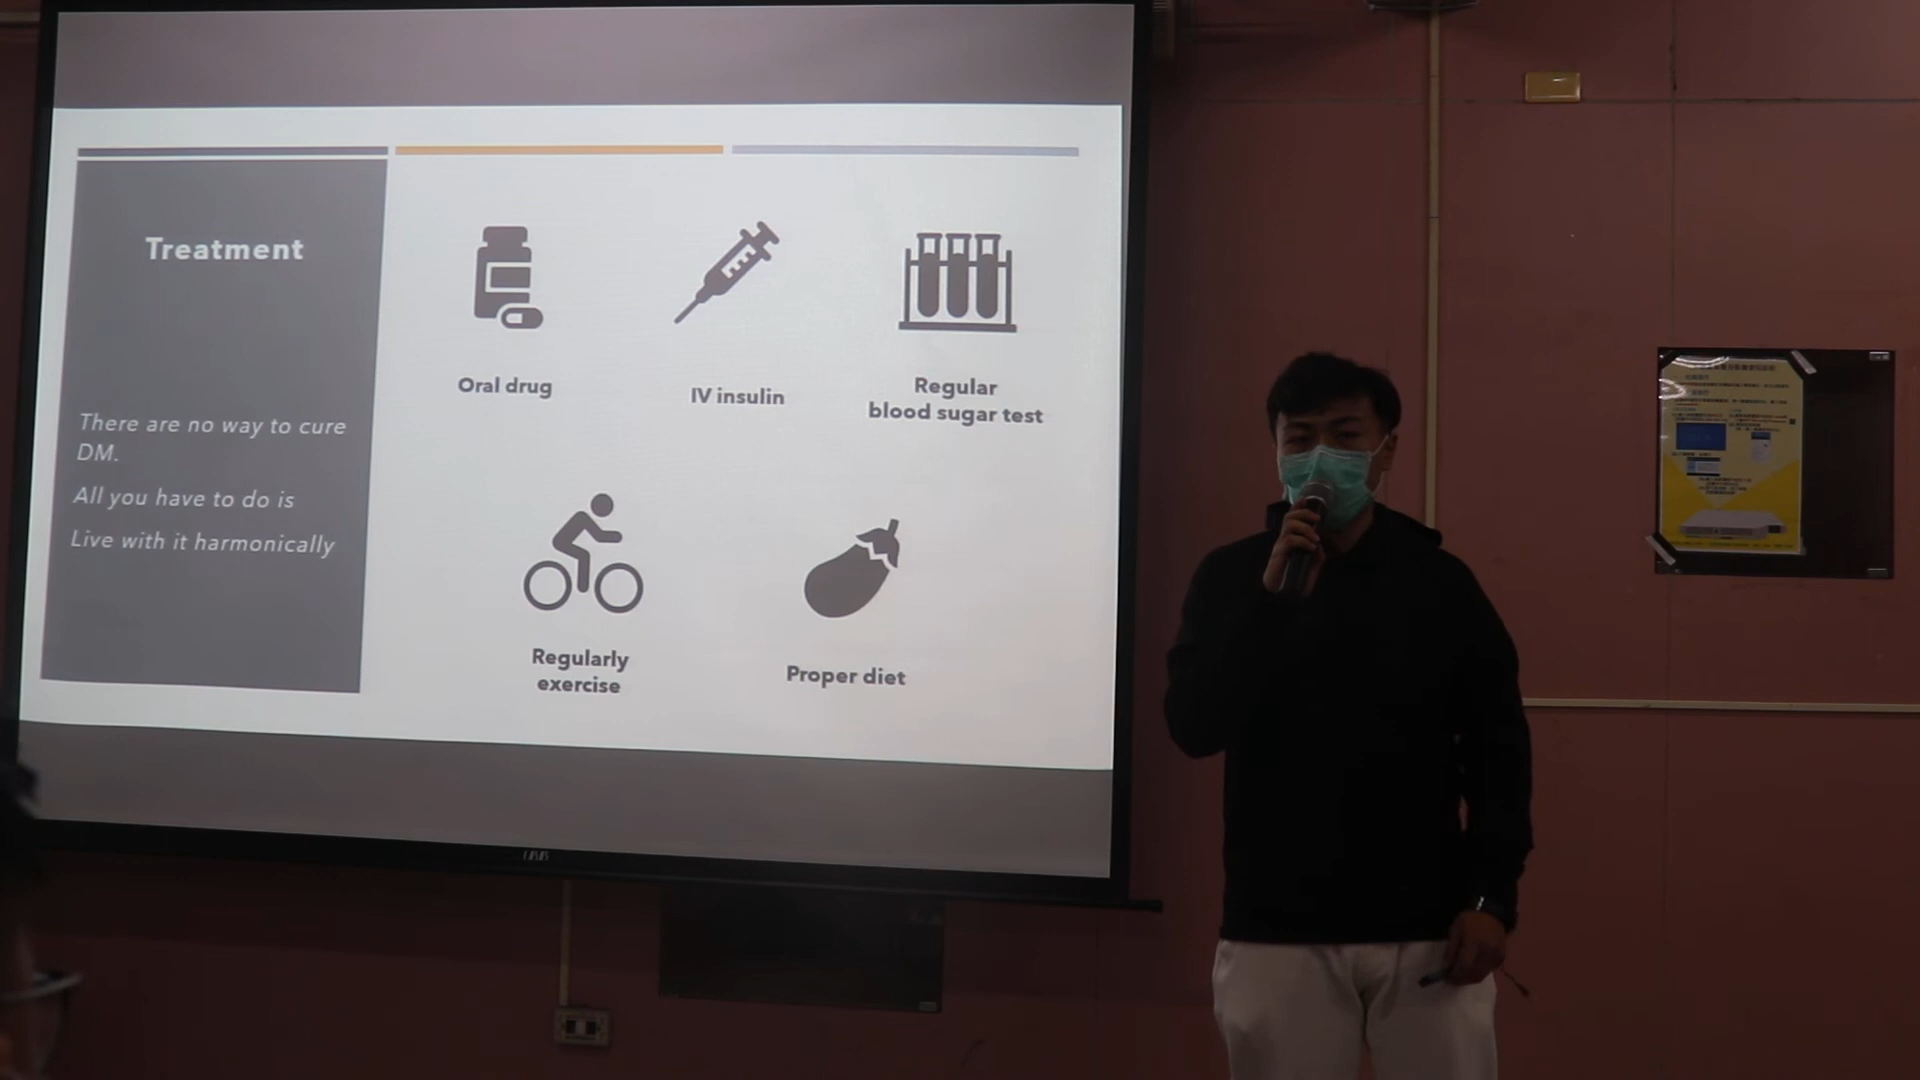 Treatment
There are no way to cure
DM.
All you have to do is
Live with it harmonically
Oral drug
IV insulin
Regular
blood sugar test
Regularly
exercise
Proper diet